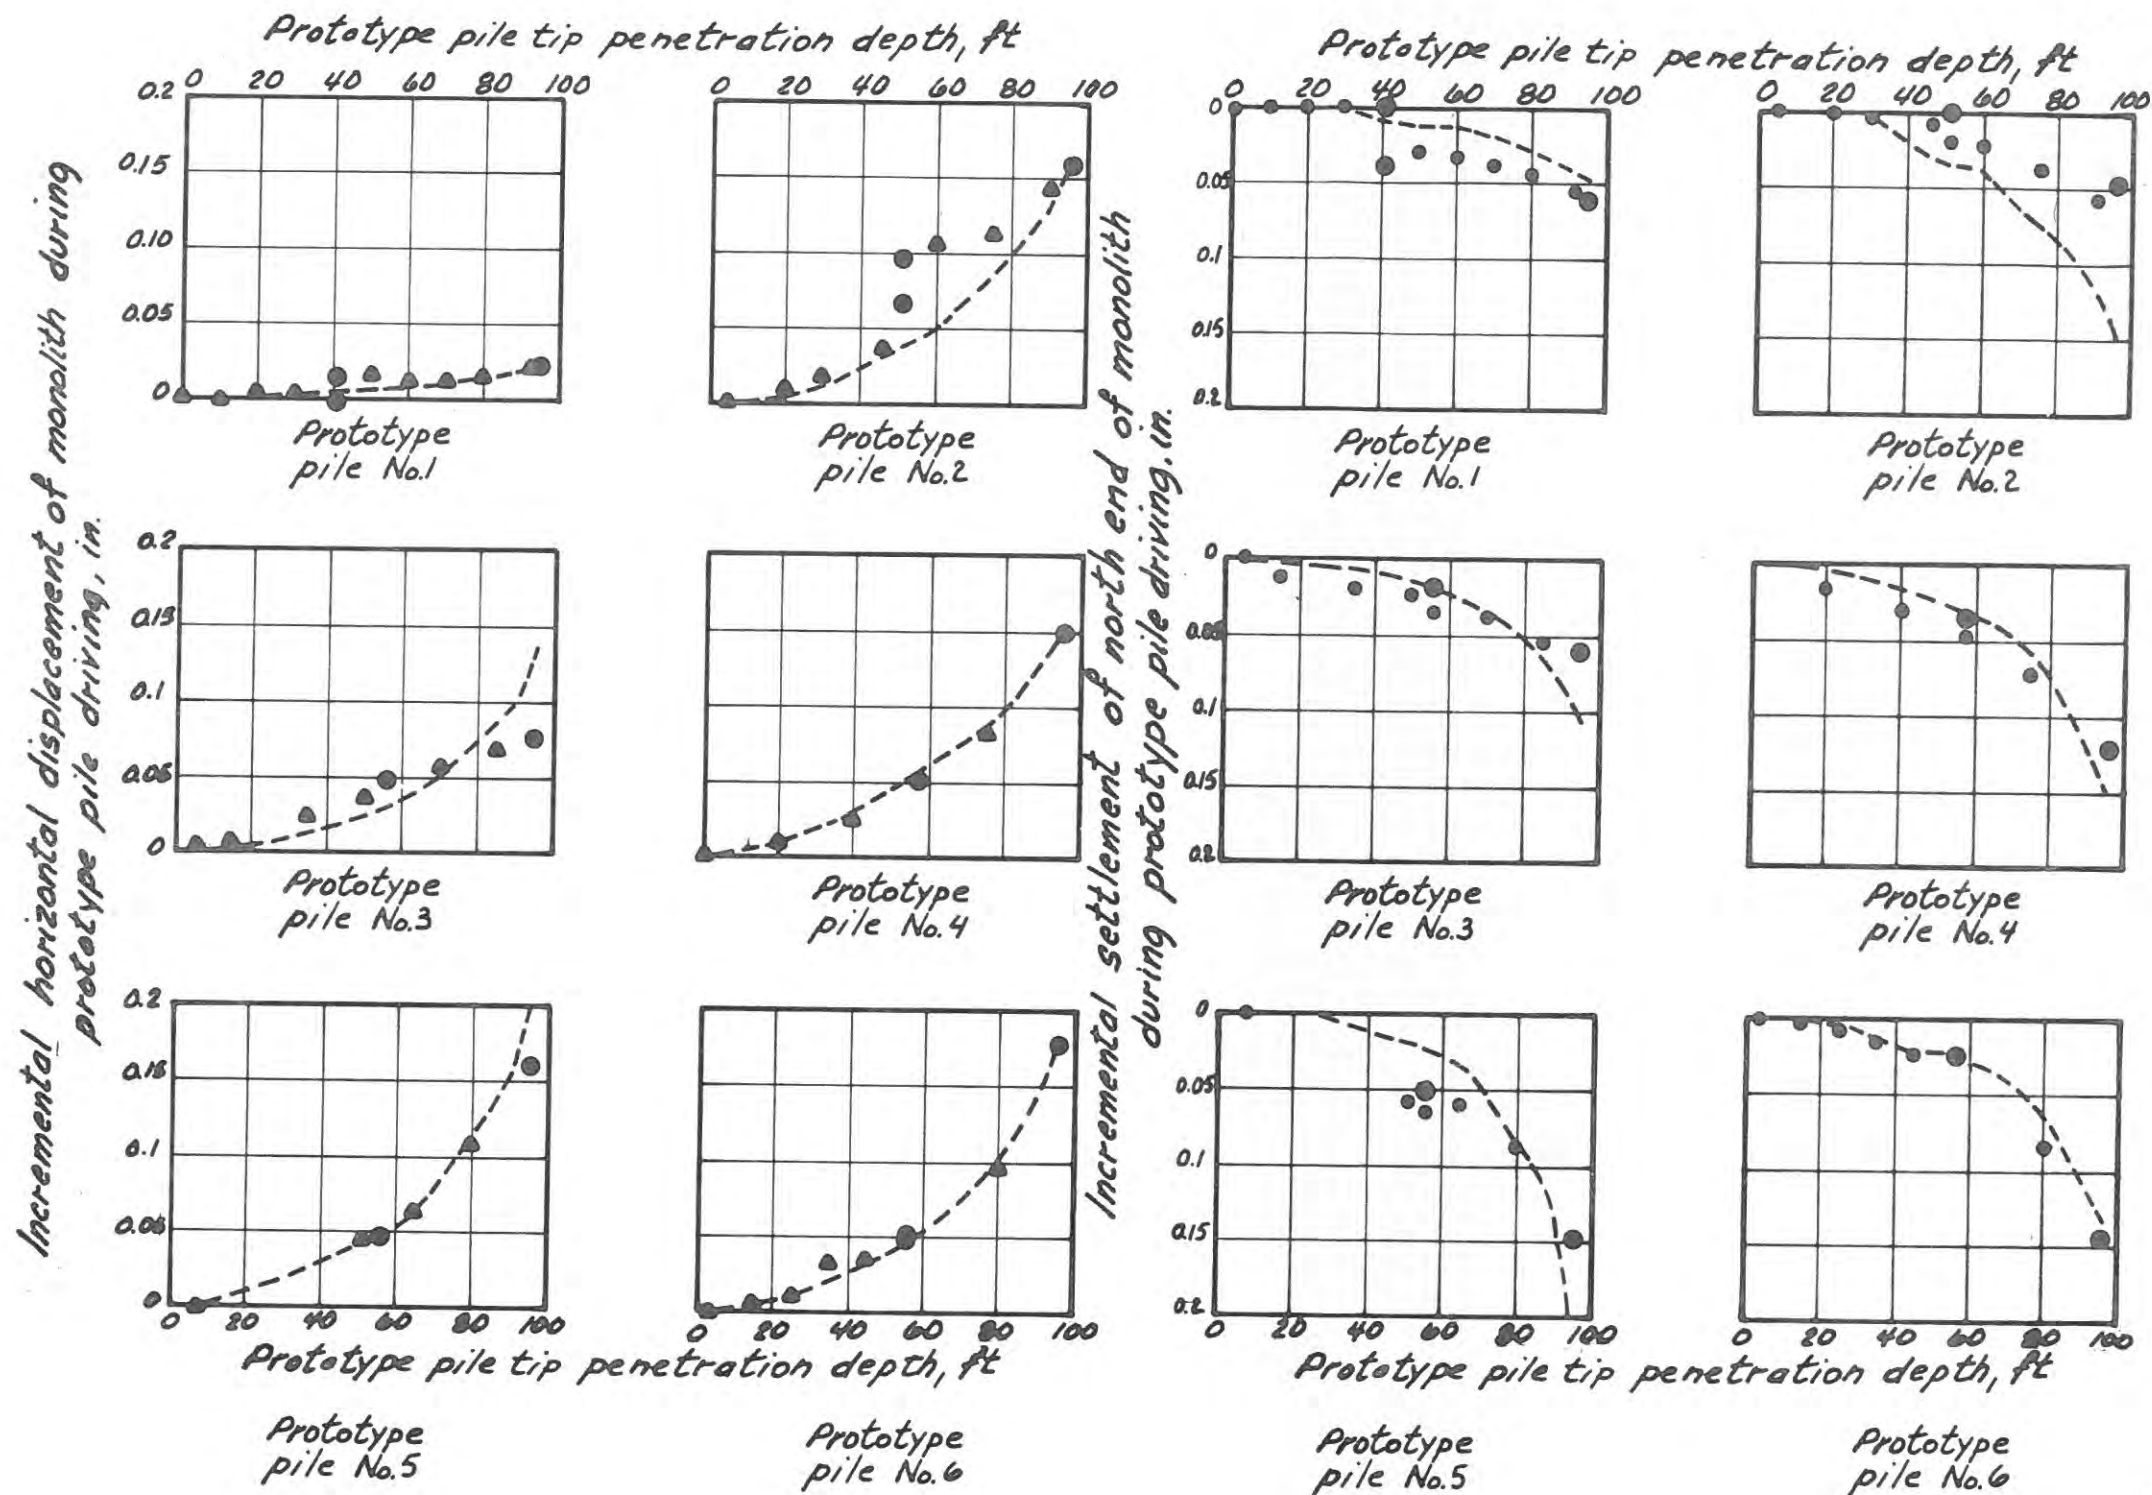 Prototype pile tip penetration depth, ft
0 20 40 60 80 100
0 20 40 60 80 100
0.2
0.15
0.10
0.05
0
Prototype
pile No.1
Prototype
pile No.2
0.2
0.15
0.1
0.05
0
Prototype
pile No.3
Prototype
pile No.4
0.2
0.15
0.1
0.05
0
0 20 40 60 80 100
0 20 40 60 80 100
Prototype pile tip penetration depth, ft
Prototype
pile No.5
Prototype
pile No.6
Incremental horizontal displacement of monolith during
prototype pile driving, in.
Prototype pile tip penetration depth, ft
0 20 40 60 80 100
0 20 40 60 80 100
0
0.05
0.1
0.15
0.2
Prototype
pile No.1
Prototype
pile No.2
0
0.05
0.1
0.15
0.2
Prototype
pile No.3
Prototype
pile No.4
0
0.05
0.1
0.15
0.2
0 20 40 60 80 100
0 20 40 60 80 100
Prototype pile tip penetration depth, ft
Prototype
pile No.5
Prototype
pile No.6
Incremental settlement of north end of monolith
during prototype pile driving, in.